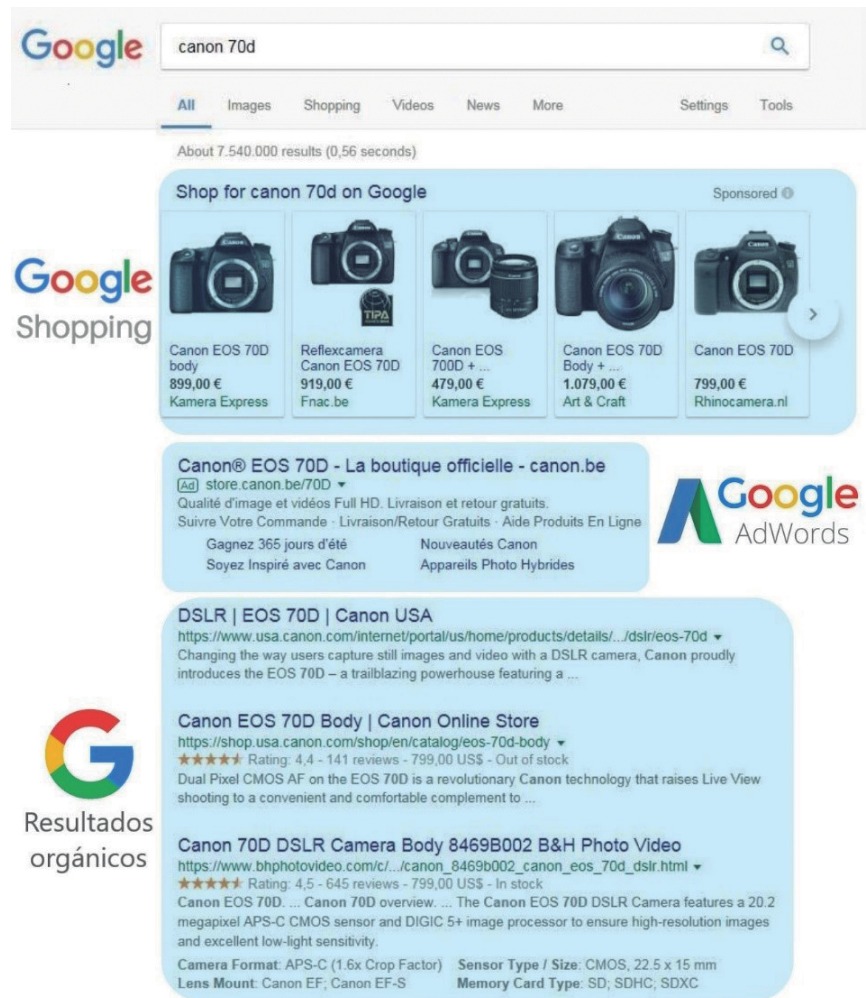 Google
canon 70d
All Images Shopping Videos News More Settings Tools
About 7.540.000 results (0,56 seconds)
Shop for canon 70d on Google
Sponsored
Google
Shopping
Canon
Canon
TIPA
Canon
Canon
Canon
Canon EOS 70D
body
899,00 €
Kamera Express
Reflexcamera
Canon EOS 70D
919,00 €
Fnac.be
Canon EOS
700D + ...
479,00 €
Kamera Express
Canon EOS 70D
Body + ...
1.079,00 €
Art & Craft
Canon EOS 70D
799,00 €
Rhinocamera.nl
Canon® EOS 70D - La boutique officielle - canon.be
Ad store.canon.be/70D
Qualité d'image et vidéos Full HD. Livraison et retour gratuits.
Suivre Votre Commande · Livraison/Retour Gratuits · Aide Produits En Ligne
Gagnez 365 jours d'été Nouveautés Canon
Soyez Inspiré avec Canon Appareils Photo Hybrides
Google
AdWords
DSLR | EOS 70D | Canon USA
https://www.usa.canon.com/internet/portal/us/home/products/details/.../dslr/eos-70d
Changing the way users capture still images and video with a DSLR camera, Canon proudly
introduces the EOS 70D – a trailblazing powerhouse featuring a ...
Canon EOS 70D Body | Canon Online Store
https://shop.usa.canon.com/shop/en/catalog/eos-70d-body
Rating: 4,4 - 141 reviews - 799,00 US$ - Out of stock
Dual Pixel CMOS AF on the EOS 70D is a revolutionary Canon technology that raises Live View
shooting to a convenient and comfortable complement to ...
G
Resultados
orgánicos
Canon 70D DSLR Camera Body 8469B002 B&H Photo Video
https://www.bhphotovideo.com/c/.../canon_8469b002_canon_eos_70d_dslr.html
Rating: 4,5 - 645 reviews - 799,00 US$ - In stock
Canon EOS 70D. ... Canon 70D overview. ... The Canon EOS 70D DSLR Camera features a 20.2
megapixel APS-C CMOS sensor and DIGIC 5+ image processor to ensure high-resolution images
and excellent low-light sensitivity.
Camera Format: APS-C (1.6x Crop Factor) Sensor Type / Size: CMOS, 22.5 x 15 mm
Lens Mount: Canon EF; Canon EF-S Memory Card Type: SD; SDHC; SDXC